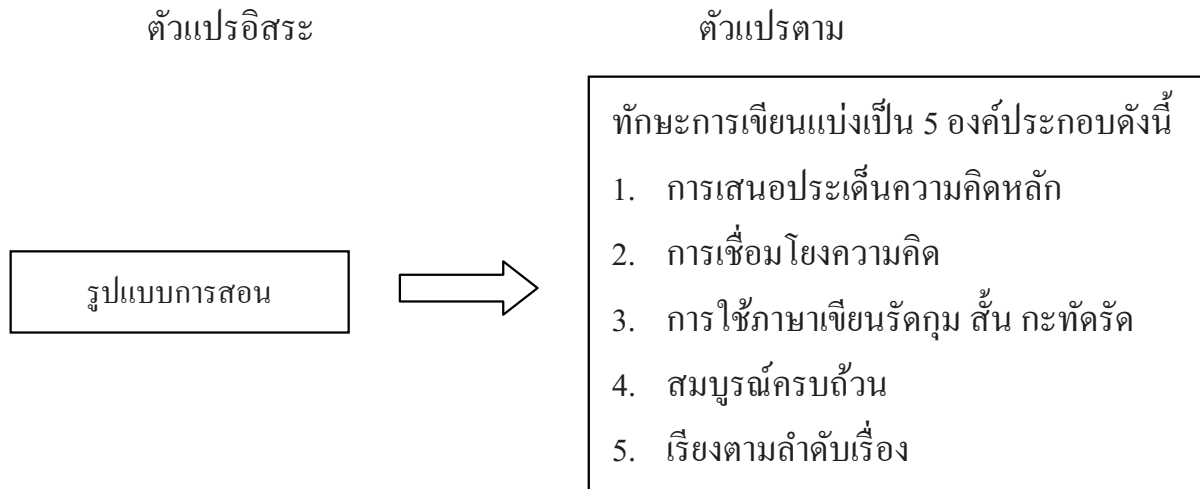 ตัวแปรอิสระ
ตัวแปรตาม
รูปแบบการสอน
ทักษะการเขียนแบ่งเป็น 5 องค์ประกอบดังนี้
1. การเสนอประเด็นความคิดหลัก
2. การเชื่อมโยงความคิด
3. การใช้ภาษาเขียนรัดกุม สั้น กะทัดรัด
4. สมบูรณ์ครบถ้วน
5. เรียงตามลำดับเรื่อง